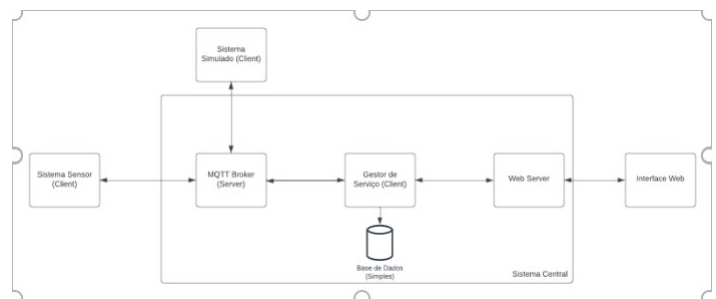 Sistema
Simulado (Client)
Sistema Sensor
(Client)
MQTT Broker
(Server)
Gestor de
Serviço (Client)
Web Server
Interface Web
Base de Dados
(Simples)
Sistema Central